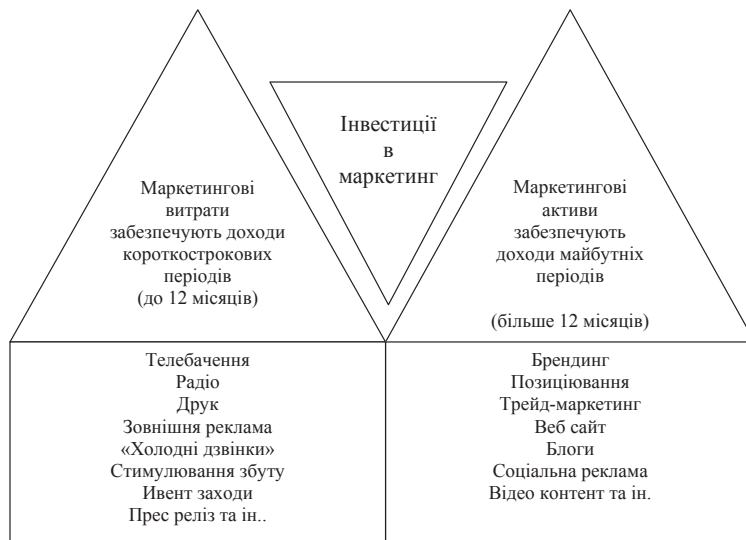 Інвестиції
в
маркетинг
Маркетингові
витрати
забезпечують доходи
короткострокових
періодів
(до 12 місяців)
Маркетингові
активи
забезпечують
доходи майбутніх
періодів
(більше 12 місяців)
Телебачення
Радіо
Друк
Зовнішня реклама
«Холодні дзвінки»
Стимулювання збуту
Ивент заходи
Прес реліз та ін..
Брендинг
Позиціювання
Трейд-маркетинг
Веб сайт
Блоги
Соціальна реклама
Відео контент та ін.